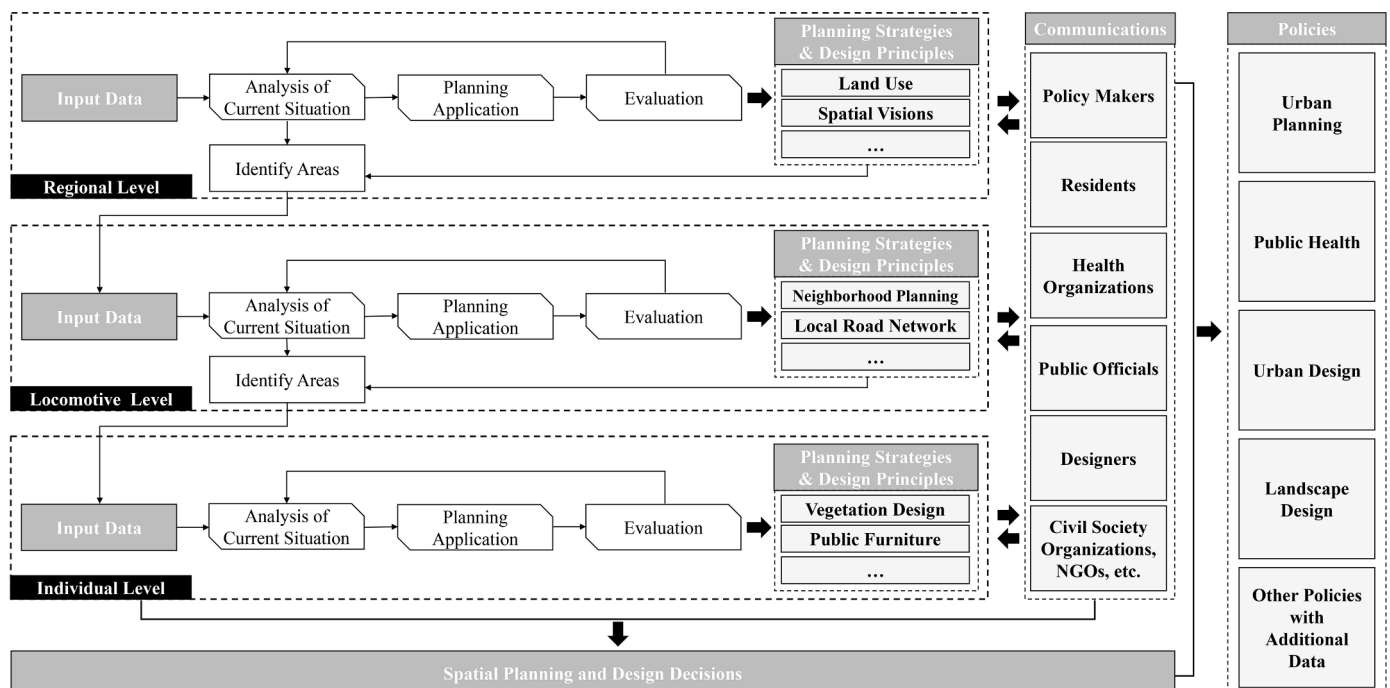 Input Data
Analysis of
Current Situation
Planning
Application
Evaluation
Identify Areas
Regional Level
Planning Strategies
& Design Principles
Land Use
Spatial Visions
...
Input Data
Analysis of
Current Situation
Planning
Application
Evaluation
Identify Areas
Locomotive Level
Planning Strategies
& Design Principles
Neighborhood Planning
Local Road Network
...
Input Data
Analysis of
Current Situation
Planning
Application
Evaluation
Individual Level
Planning Strategies
& Design Principles
Vegetation Design
Public Furniture
...
Communications
Policy Makers
Residents
Health
Organizations
Public Officials
Designers
Civil Society
Organizations,
NGOs, etc.
Policies
Urban
Planning
Public Health
Urban Design
Landscape
Design
Other Policies
with
Additional
Data
Spatial Planning and Design Decisions